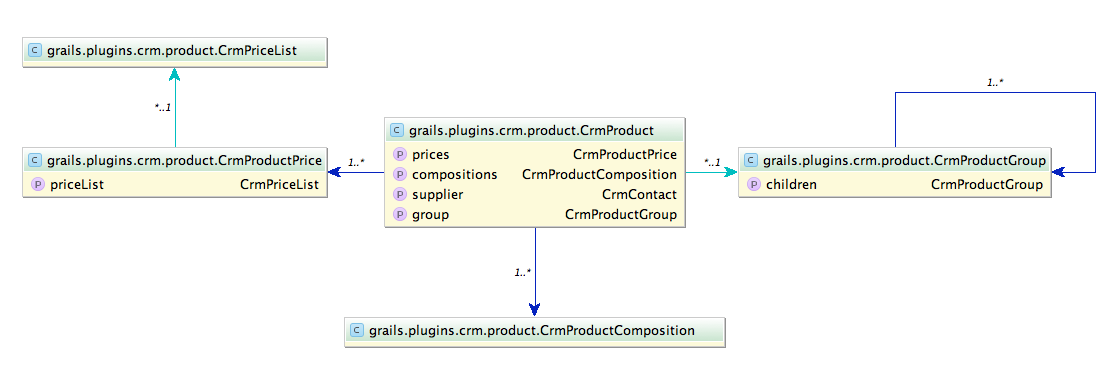 grails.plugins.crm.product.CrmPriceList
*..1
grails.plugins.crm.product.CrmProductPrice
priceList CrmPriceList
1..*
grails.plugins.crm.product.CrmProduct
prices CrmProductPrice
compositions CrmProductComposition
supplier CrmContact
group CrmProductGroup
*..1
1..*
grails.plugins.crm.product.CrmProductGroup
children CrmProductGroup
1..*
grails.plugins.crm.product.CrmProductComposition